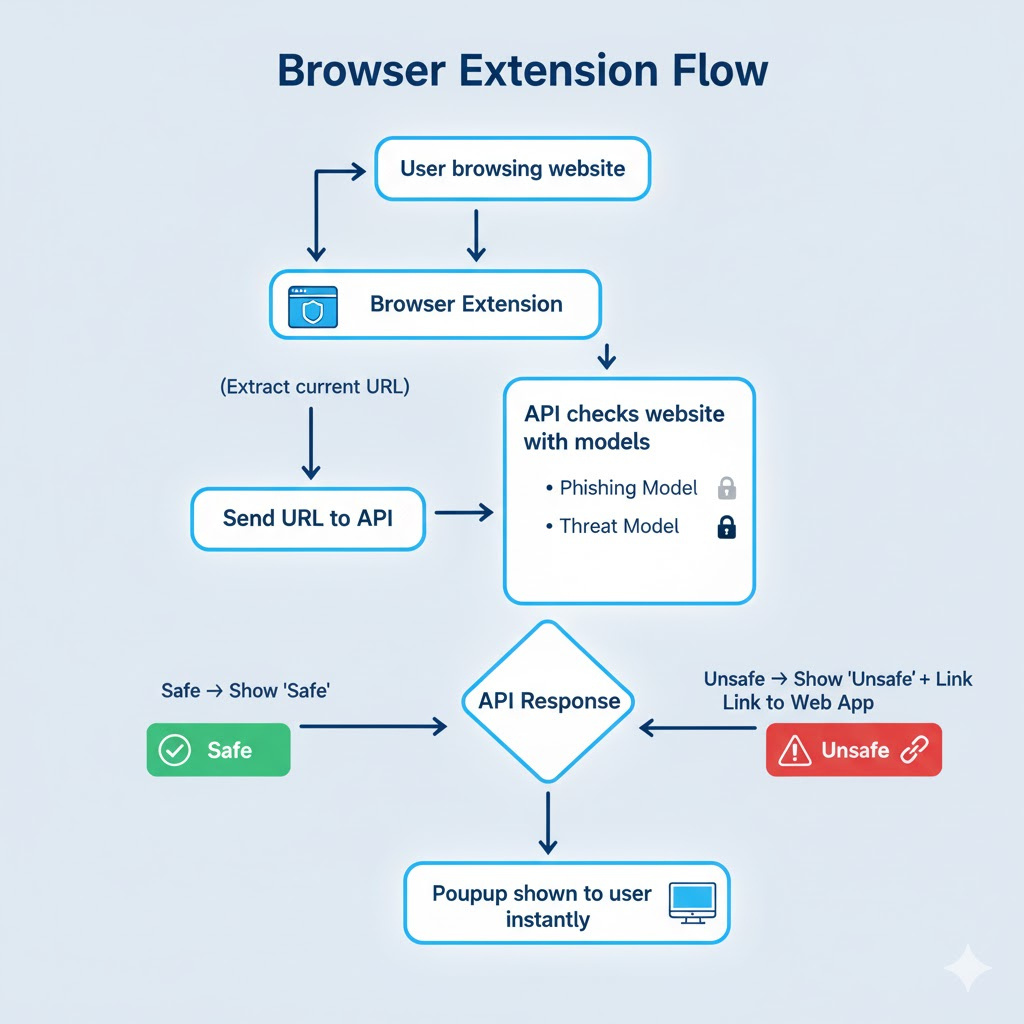 Browser Extension Flow
User browsing website
Browser Extension
(Extract current URL)
API checks website
with models
• Phishing Model
• Threat Model
Send URL to API
Safe → Show 'Safe'
Safe
API Response
Unsafe → Show 'Unsafe' + Link
Link to Web App
Unsafe
Poupup shown to user
instantly